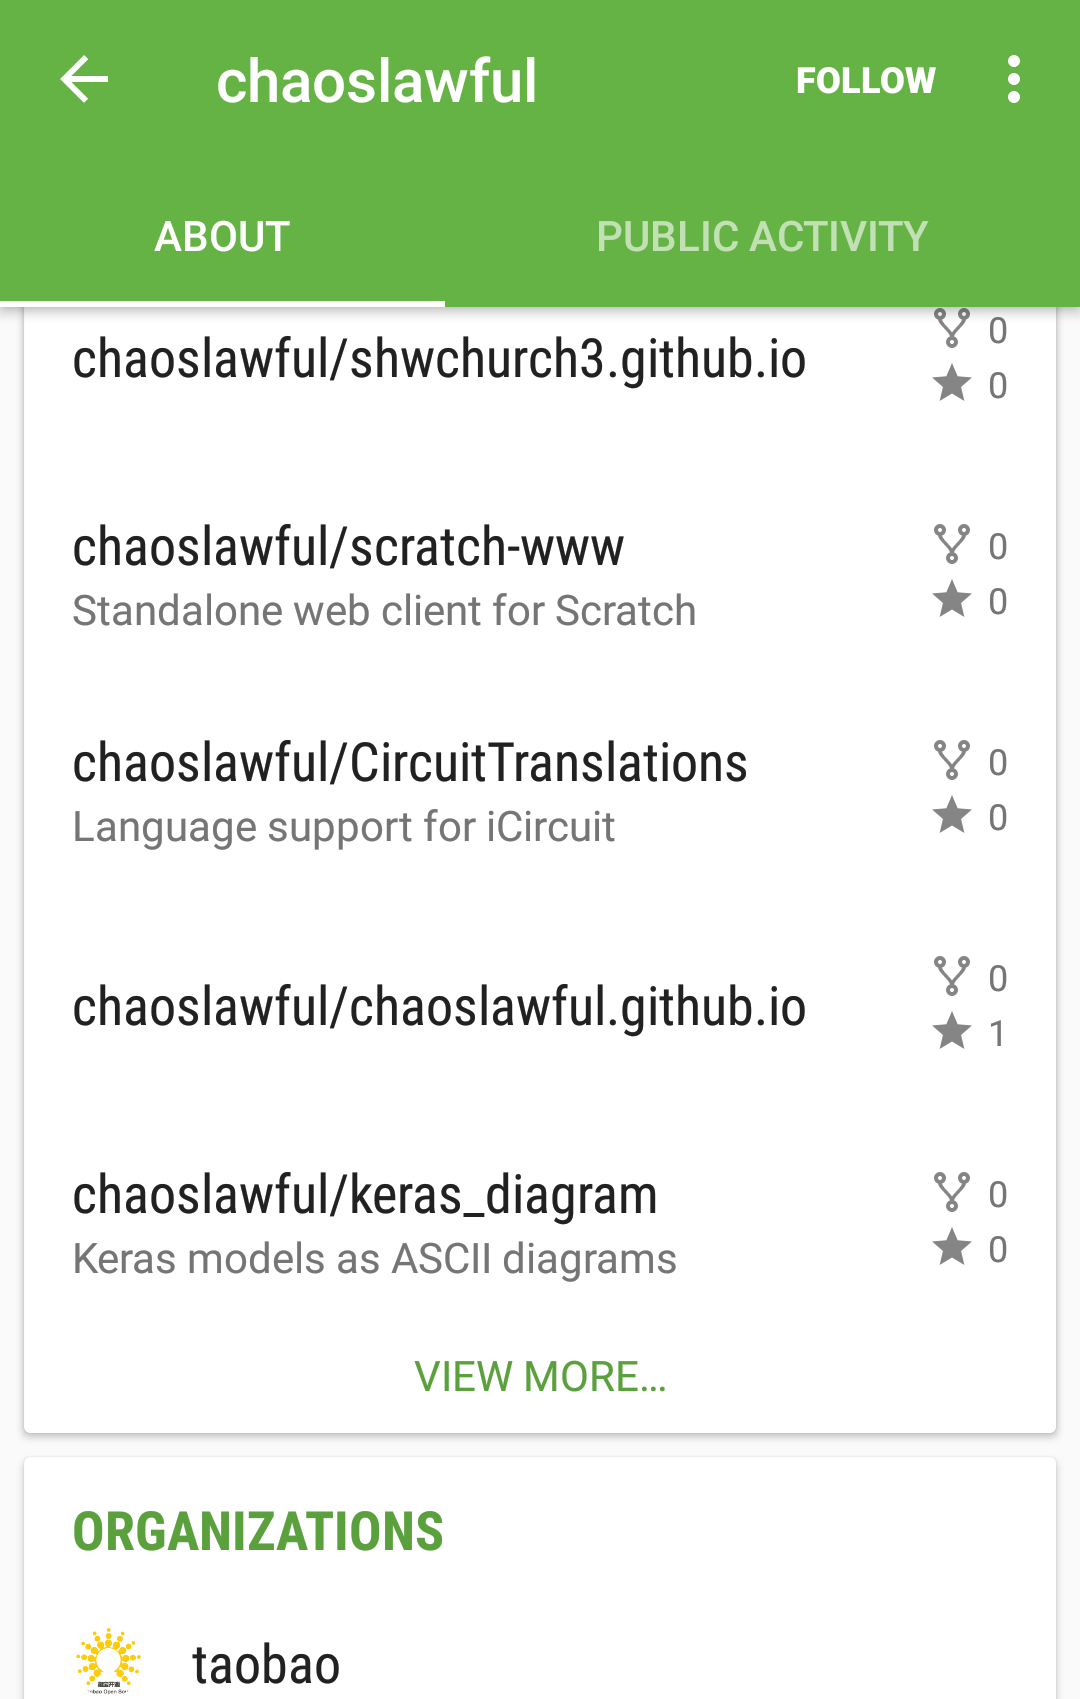 chaoslawful
FOLLOW
ABOUT
PUBLIC ACTIVITY
chaoslawful/shwchurch3.github.io
0
0
chaoslawful/scratch-www
Standalone web client for Scratch
0
0
chaoslawful/CircuitTranslations
Language support for iCircuit
0
0
chaoslawful/chaoslawful.github.io
0
1
chaoslawful/keras_diagram
Keras models as ASCII diagrams
0
0
VIEW MORE...
ORGANIZATIONS
taobao